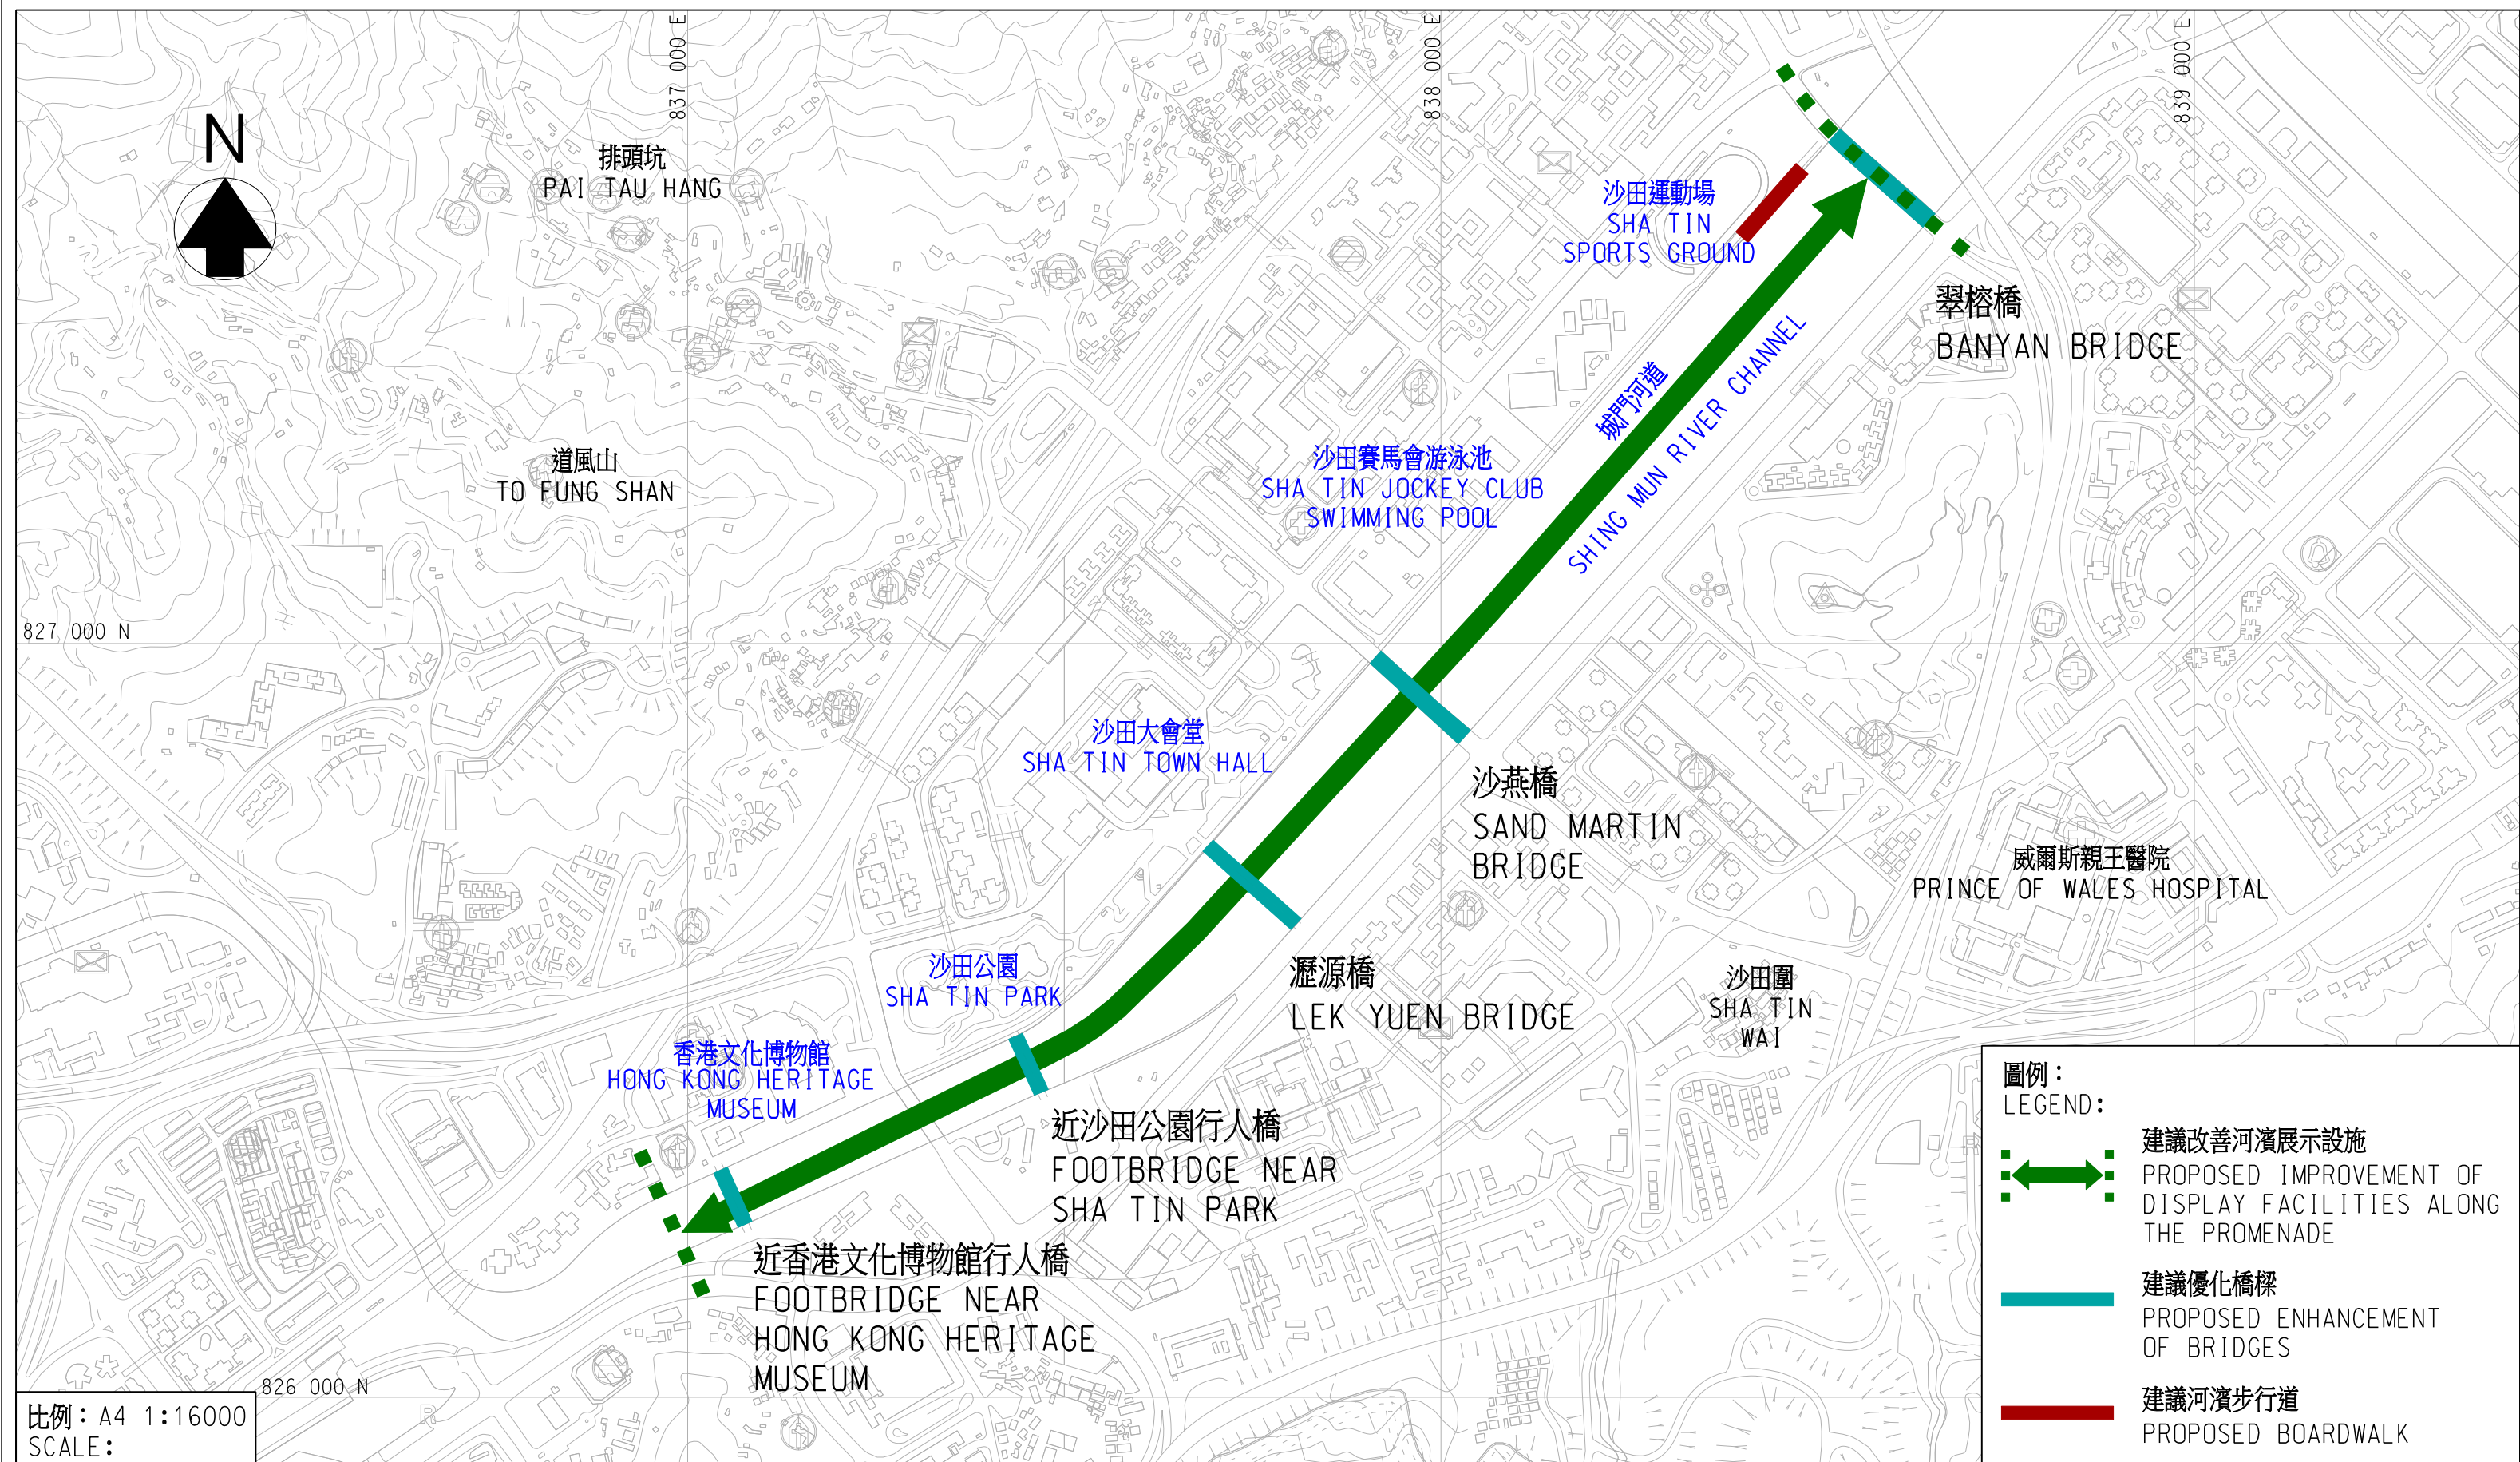 837 000 E
838 000 E
839 000 E
N
排頭坑
PAI TAU HANG
沙田運動場
SHA TIN
SPORTS GROUND
翠榕橋
BANYAN BRIDGE
城門河道
SHING MUN RIVER CHANNEL
道風山
TO FUNG SHAN
沙田賽馬會游泳池
SHA TIN JOCKEY CLUB
SWIMMING POOL
827 000 N
沙田大會堂
SHA TIN TOWN HALL
沙燕橋
SAND MARTIN
BRIDGE
威爾斯親王醫院
PRINCE OF WALES HOSPITAL
沙田公園
SHA TIN PARK
瀝源橋
LEK YUEN BRIDGE
沙田圍
SHA TIN
WAI
香港文化博物館
HONG KONG HERITAGE
MUSEUM
近沙田公園行人橋
FOOTBRIDGE NEAR
SHA TIN PARK
近香港文化博物館行人橋
FOOTBRIDGE NEAR
HONG KONG HERITAGE
MUSEUM
826 000 N
R
比例：A4 1:16000
SCALE:
圖例：
LEGEND:
建議改善河濱展示設施
PROPOSED IMPROVEMENT OF
DISPLAY FACILITIES ALONG
THE PROMENADE
建議優化橋樑
PROPOSED ENHANCEMENT
OF BRIDGES
建議河濱步行道
PROPOSED BOARDWALK